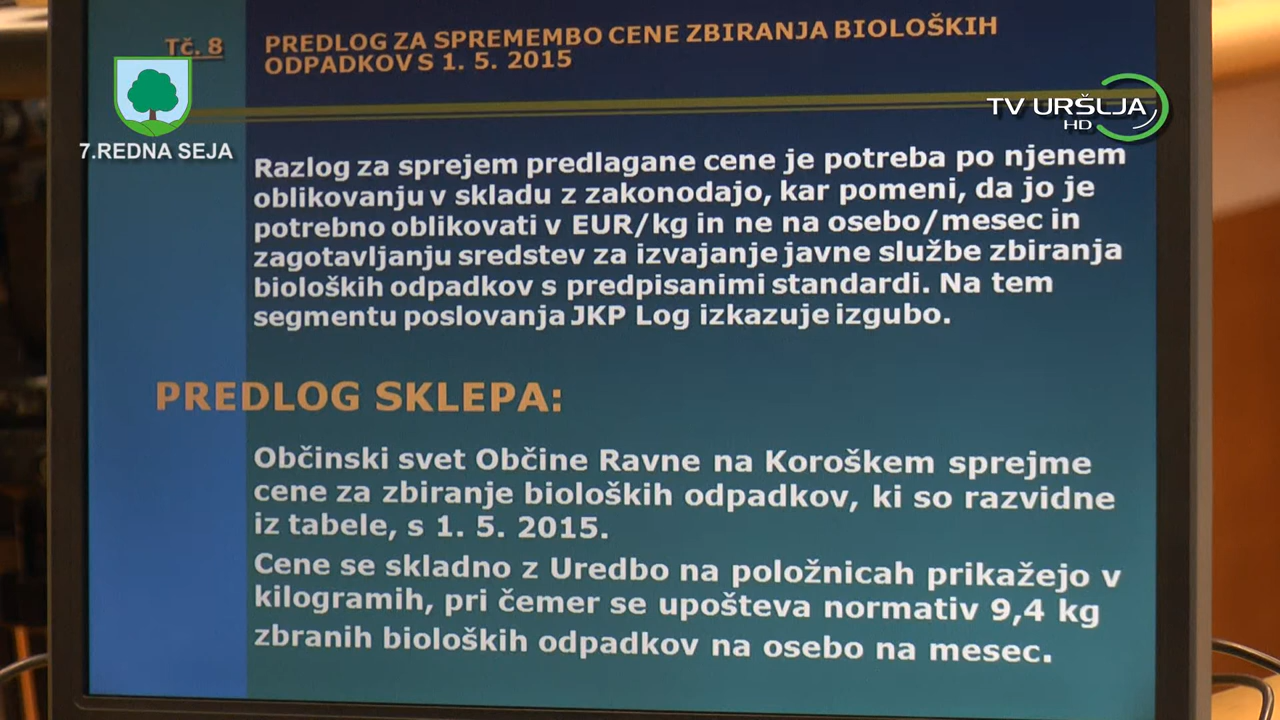 Tč. 8
PREDLOG ZA SPREMEMBO CENE ZBIRANJA BIOLOŠKIH
ODPADKOV S 1. 5. 2015
7.REDNA SEJA
TV URŠLJA
HD
Razlog za sprejem predlagane cene je potreba po njenem
oblikovanju v skladu z zakonodajo, kar pomeni, da jo je
potrebno oblikovati v EUR/kg in ne na osebo/mesec in
zagotavljanju sredstev za izvajanje javne službe zbiranja
bioloških odpadkov s predpisanimi standardi. Na tem
segmentu poslovanja JKP Log izkazuje izgubo.
PREDLOG SKLEPA:
Občinski svet Občine Ravne na Koroškem sprejme
cene za zbiranje bioloških odpadkov, ki so razvidne
iz tabele, s 1. 5. 2015.
Cene se skladno z Uredbo na položnicah prikažejo v
kilogramih, pri čemer se upošteva normativ 9,4 kg
zbranih bioloških odpadkov na osebo na mesec.